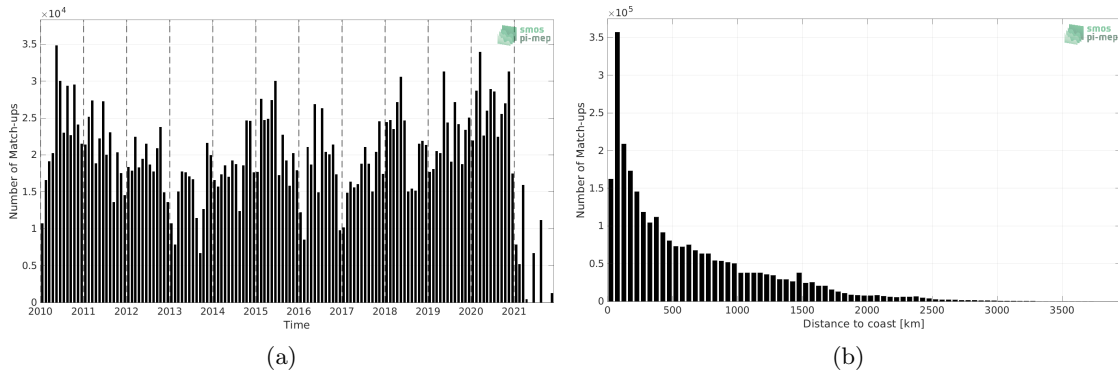 ×10⁴
smos
pi-mep
3.5
3
2.5
2
1.5
1
0.5
0
Number of Match-ups
2010 2011 2012 2013 2014 2015 2016 2017 2018 2019 2020 2021
Time
(a)
×10⁵
smos
pi-mep
3.5
3
2.5
2
1.5
1
0.5
0
Number of Match-ups
0 500 1000 1500 2000 2500 3000 3500
Distance to coast [km]
(b)